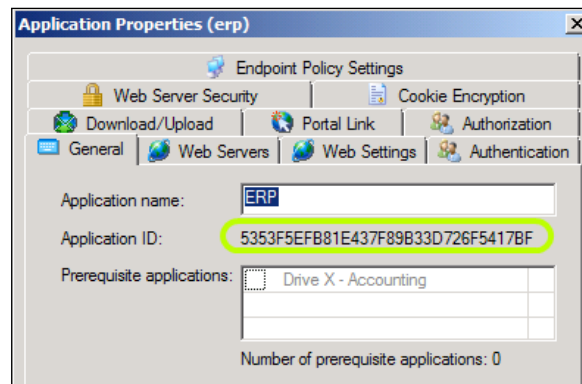 Application Properties (erp)
Endpoint Policy Settings
Web Server Security Cookie Encryption
Download/Upload Portal Link Authorization
General Web Servers Web Settings Authentication
Application name: ERP
Application ID: 5353F5EFB81E437F89B33D726F5417BF
Prerequisite applications: Drive X - Accounting
Number of prerequisite applications: 0